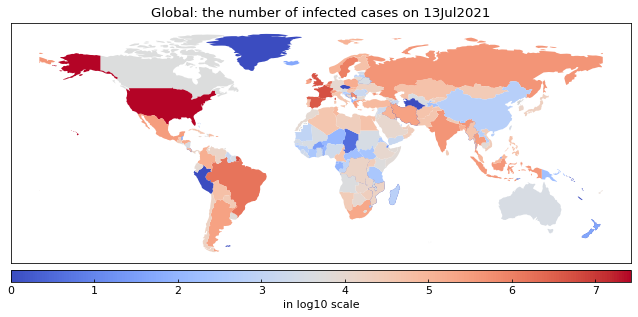 Global: the number of infected cases on 13Jul2021
0 1 2 3 4 5 6 7
in log10 scale